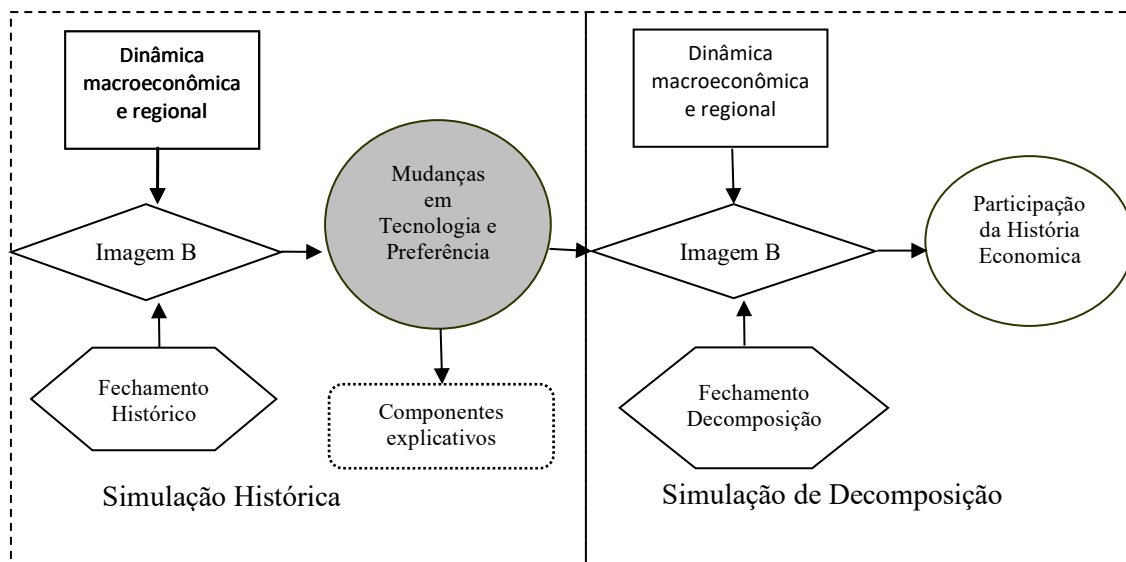 Dinâmica
macroeconômica
e regional
Imagem B
Fechamento
Histórico
Mudanças
em
Tecnologia e
Preferência
Componentes
explicativos
Simulação Histórica
Dinâmica
macroeconômica
e regional
Imagem B
Fechamento
Decomposição
Participação
da História
Economica
Simulação de Decomposição